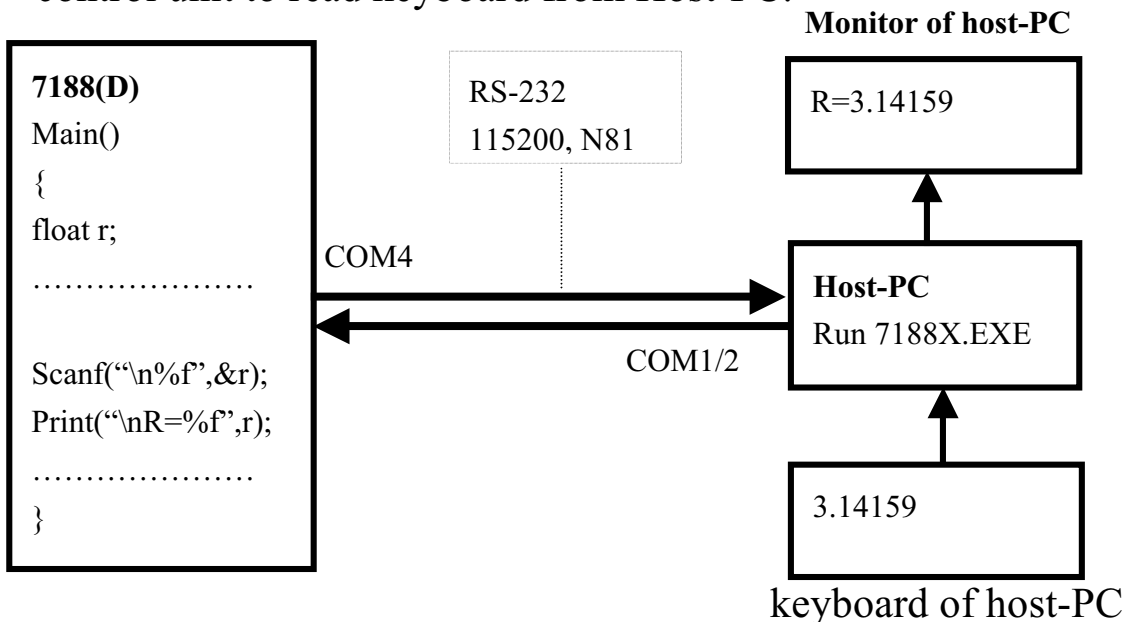 control unit to read keyboard from Host-PC.
Monitor of host-PC
7188(D)
Main()
{
float r;
…………………
Scanf(“\n%f”,&r);
Print(“\nR=%f”,r);
…………………
}
RS-232
115200, N81
R=3.14159
COM4
COM1/2
Host-PC
Run 7188X.EXE
3.14159
keyboard of host-PC